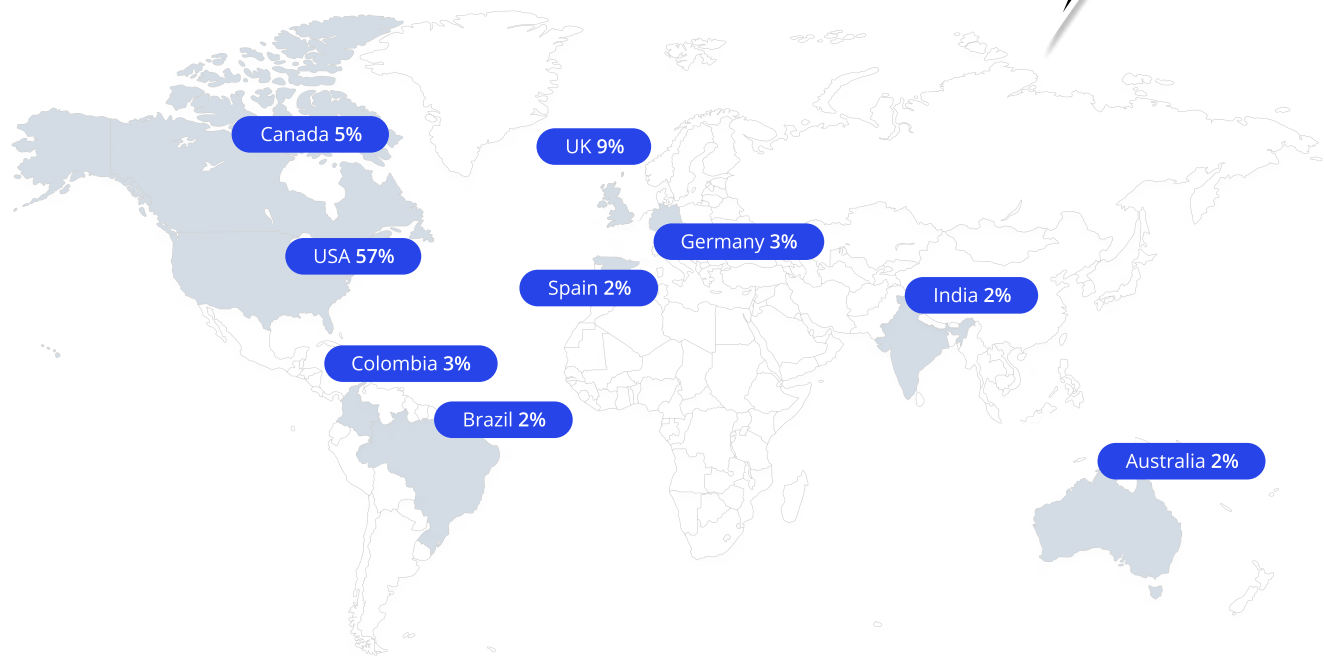 Canada 5%
UK 9%
Germany 3%
USA 57%
Spain 2%
India 2%
Colombia 3%
Brazil 2%
Australia 2%